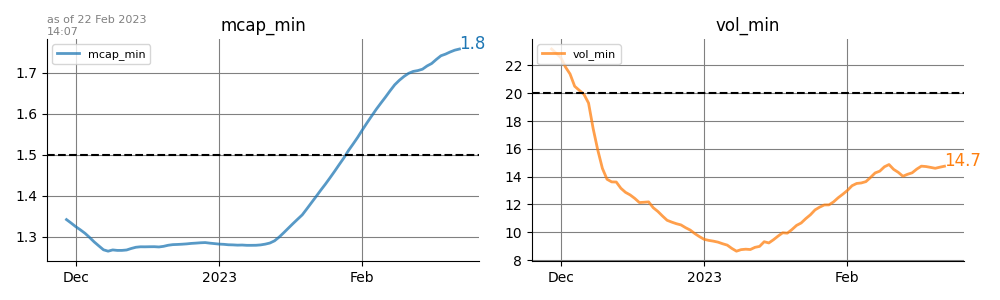 as of 22 Feb 2023
14:07
mcap_min
mcap_min
1.8
1.7
1.6
1.5
1.4
1.3
Dec
2023
Feb
vol_min
vol_min
14.7
22
20
18
16
14
12
10
8
Dec
2023
Feb